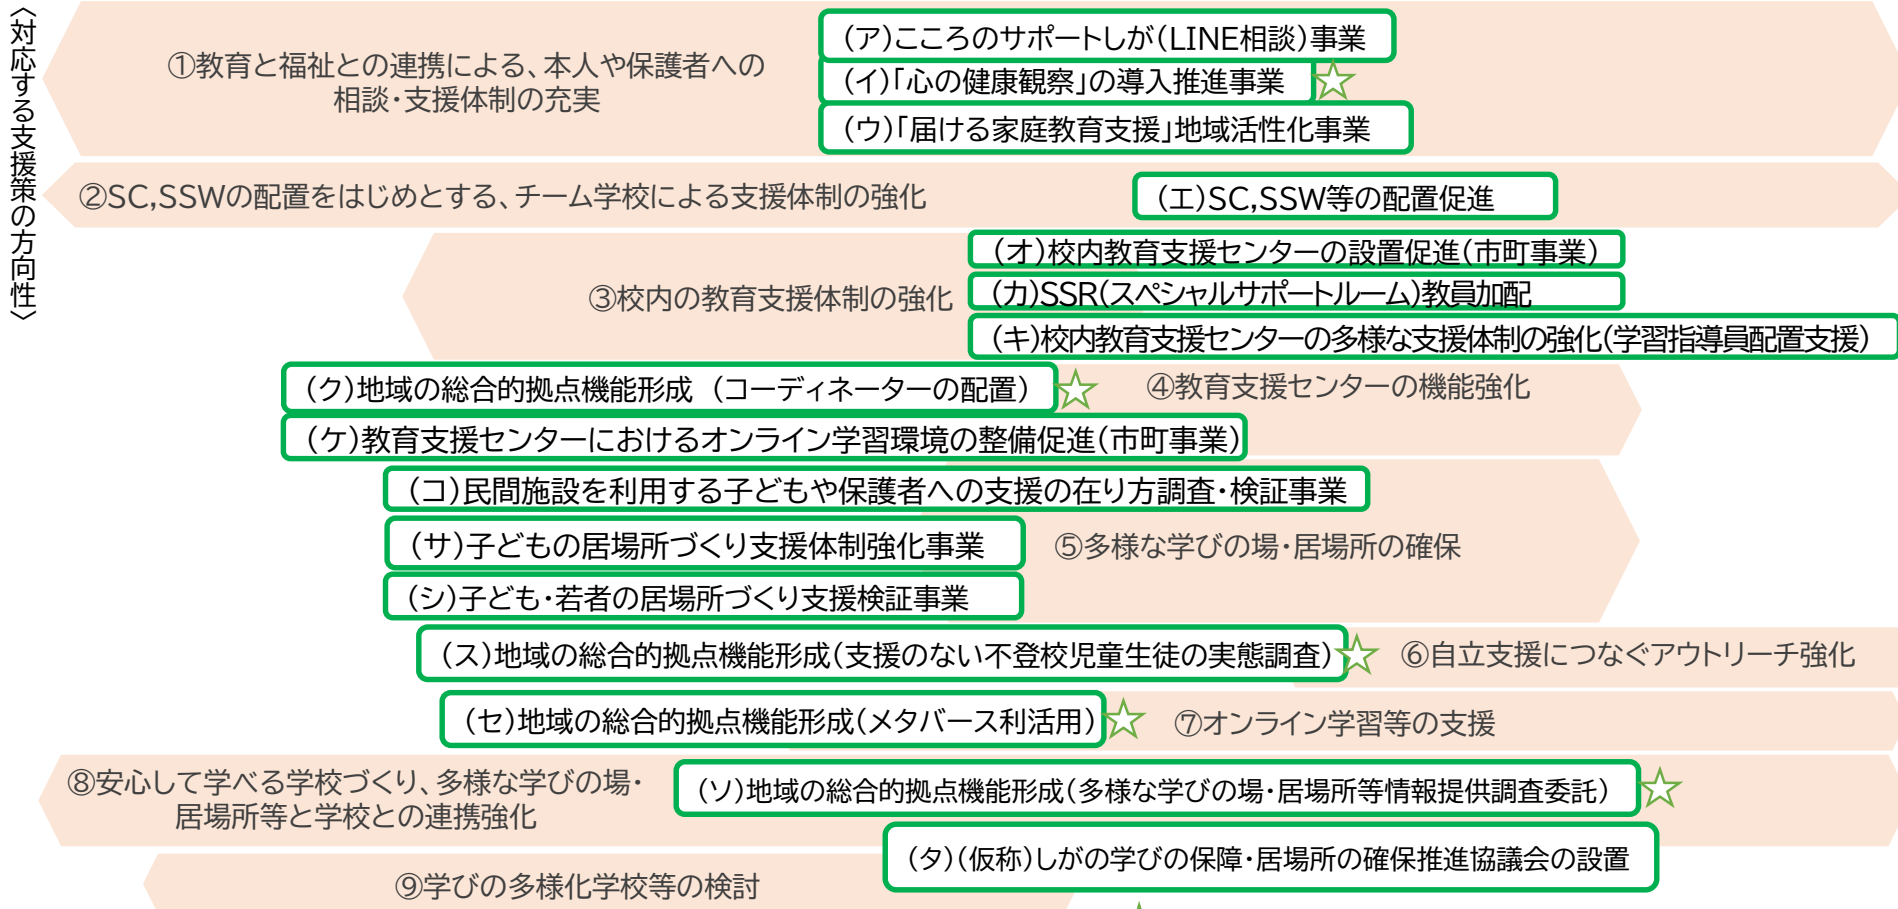 〈対応する支援策の方向性〉
①教育と福祉との連携による、本人や保護者への
相談・支援体制の充実
(ア)こころのサポートしが(LINE相談)事業
(イ)「心の健康観察」の導入推進事業
(ウ)「届ける家庭教育支援」地域活性化事業
②SC,SSWの配置をはじめとする、チーム学校による支援体制の強化
(エ)SC,SSW等の配置促進
③校内の教育支援体制の強化
(オ)校内教育支援センターの設置促進(市町事業)
(カ)SSR(スペシャルサポートルーム)教員加配
(キ)校内教育支援センターの多様な支援体制の強化(学習指導員配置支援)
(ク)地域の総合的拠点機能形成 (コーディネーターの配置)
④教育支援センターの機能強化
(ケ)教育支援センターにおけるオンライン学習環境の整備促進(市町事業)
(コ)民間施設を利用する子どもや保護者への支援の在り方調査・検証事業
(サ)子どもの居場所づくり支援体制強化事業
⑤多様な学びの場・居場所の確保
(シ)子ども・若者の居場所づくり支援検証事業
(ス)地域の総合的拠点機能形成(支援のない不登校児童生徒の実態調査)
⑥自立支援につなぐアウトリーチ強化
(セ)地域の総合的拠点機能形成(メタバース利活用)
⑦オンライン学習等の支援
⑧安心して学べる学校づくり、多様な学びの場・
居場所等と学校との連携強化
(ソ)地域の総合的拠点機能形成(多様な学びの場・居場所等情報提供調査委託)
(タ)(仮称)しがの学びの保障・居場所の確保推進協議会の設置
⑨学びの多様化学校等の検討